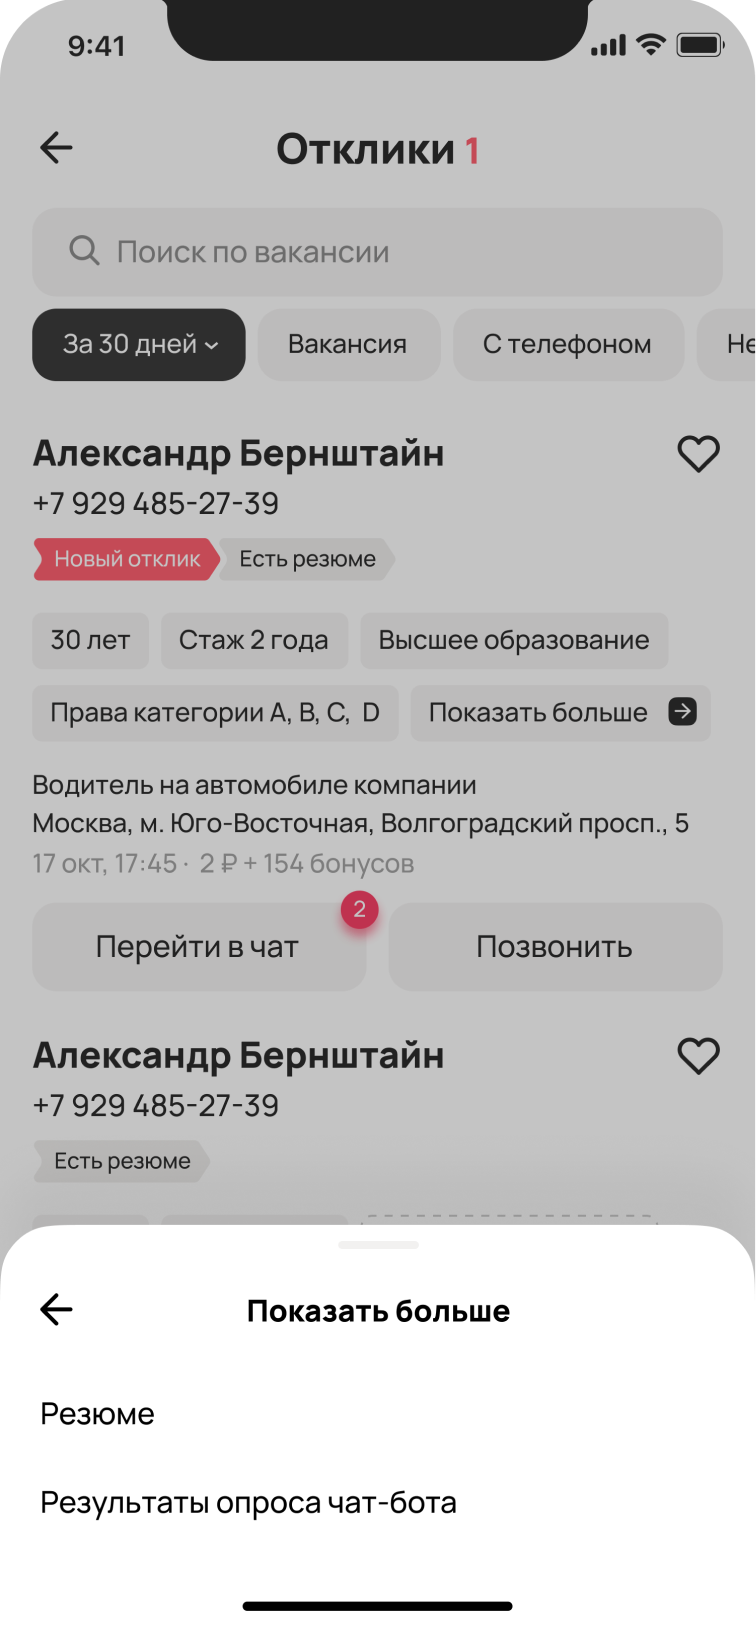 9:41
Отклики 1
Поиск по вакансии
За 30 дней
Вакансия
С телефоном
Не
Александр Бернштайн
+7 929 485-27-39
Новый отклик
Есть резюме
30 лет
Стаж 2 года
Высшее образование
Права категории A, B, C, D
Показать больше
Водитель на автомобиле компании
Москва, м. Юго-Восточная, Волгоградский просп., 5
17 окт, 17:45 · 2 ₽ + 154 бонусов
2
Перейти в чат
Позвонить
Александр Бернштайн
+7 929 485-27-39
Есть резюме
Показать больше
Резюме
Результаты опроса чат-бота